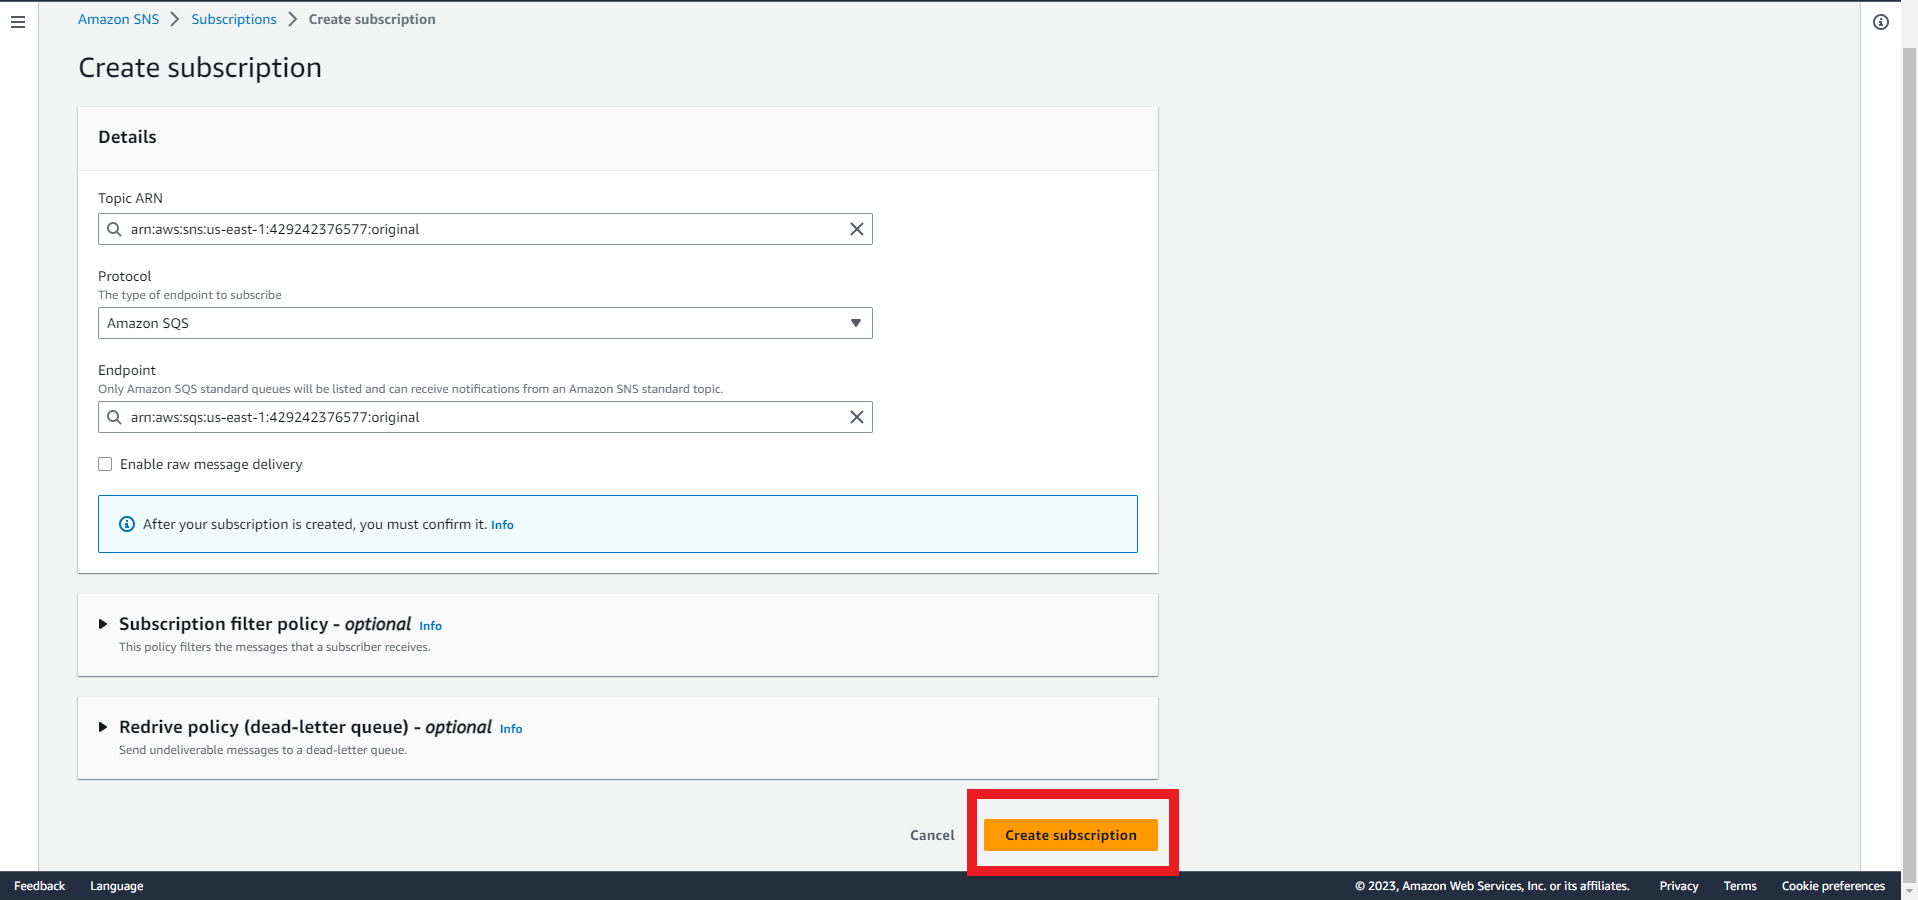 Amazon SNS > Subscriptions > Create subscription
Create subscription
Details
Topic ARN
arn:aws:sns:us-east-1:429242376577:original
Protocol
The type of endpoint to subscribe
Amazon SQS
Endpoint
Only Amazon SQS standard queues will be listed and can receive notifications from an Amazon SNS standard topic.
arn:aws:sqs:us-east-1:429242376577:original
Enable raw message delivery
After your subscription is created, you must confirm it. Info
Subscription filter policy - optional Info
This policy filters the messages that a subscriber receives.
Redrive policy (dead-letter queue) - optional Info
Send undeliverable messages to a dead-letter queue.
Cancel Create subscription
Feedback Language © 2023, Amazon Web Services, Inc. or its affiliates. Privacy Terms Cookie preferences